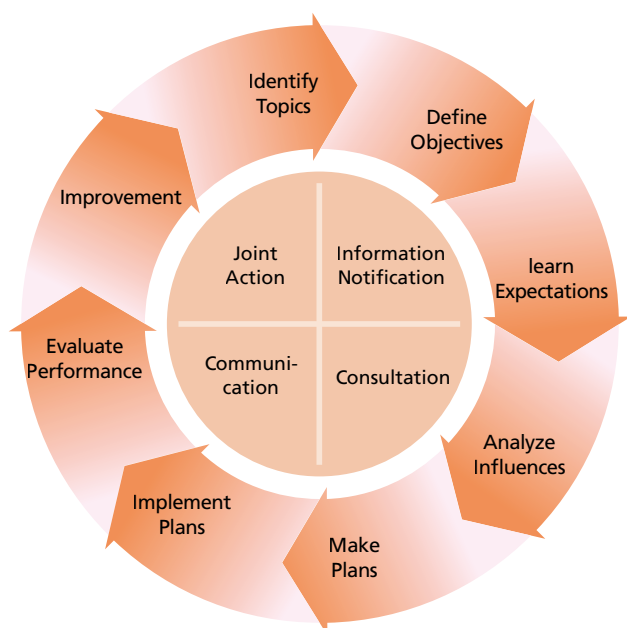 Identify
Topics
Define
Objectives
learn
Expectations
Analyze
Influences
Make
Plans
Implement
Plans
Evaluate
Performance
Improvement
Joint
Action
Information
Notification
Communi-
cation
Consultation